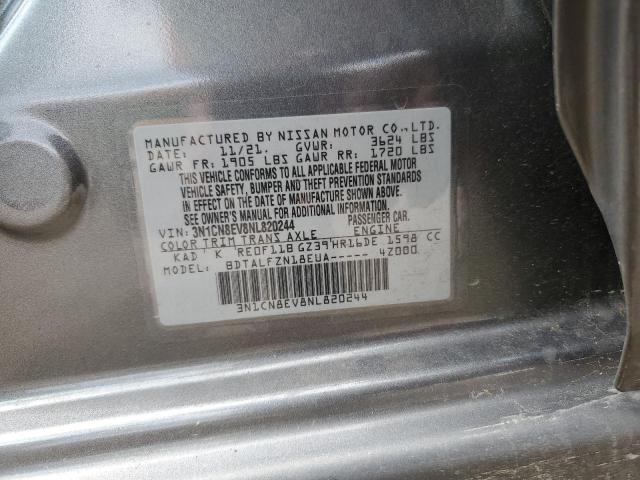 MANUFACTURED BY NISSAN MOTOR CO.,LTD.
DATE: 11/21. GVWR: 3624 LBS
GAWR FR: 1905 LBS GAWR RR: 1720 LBS
THIS VEHICLE CONFORMS TO ALL APPLICABLE FEDERAL MOTOR
VEHICLE SAFETY, BUMPER AND THEFT PREVENTION STANDARDS
IN EFFECT ON THE DATE OF MANUFACTURE SHOWN ABOVE.
SEE OWNER'S MANUAL FOR ADDITIONAL INFORMATION.
VIN: 3N1CN8EV8NL820244 PASSENGER CAR.
COLOR TRIM TRANS AXLE ENGINE
KAD K RE0F11B GZ39 HR16DE 1598 CC
MODEL: BDTALFZN18EUA----- 4Z000
3N1CN8EV8NL820244